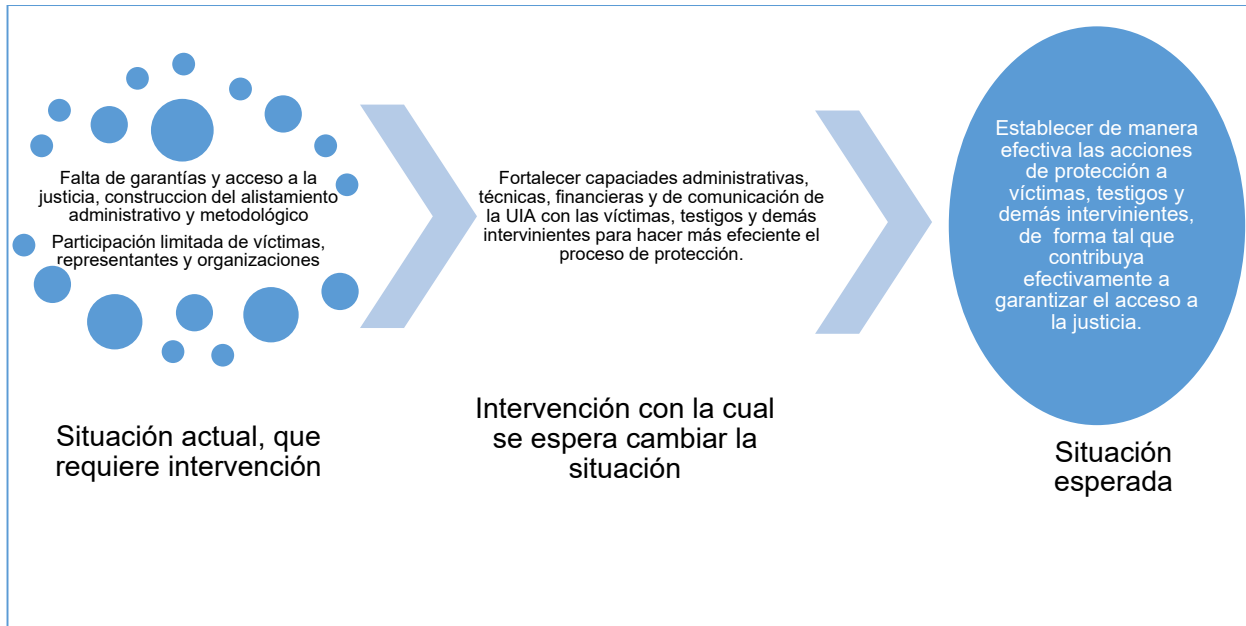 Falta de garantías y acceso a la
justicia, construccion del alistamiento
administrativo y metodológico
Participación limitada de víctimas,
representantes y organizaciones
Situación actual, que
requiere intervención
Fortalecer capaciades administrativas,
técnicas, financieras y de comunicación de
la UIA con las víctimas, testigos y demás
intervinientes para hacer más efeciente el
proceso de protección.
Intervención con la cual
se espera cambiar la
situación
Establecer de manera
efectiva las acciones
de protección a
víctimas, testigos y
demás intervinientes,
de forma tal que
contribuya
efectivamente a
garantizar el acceso a
la justicia.
Situación
esperada